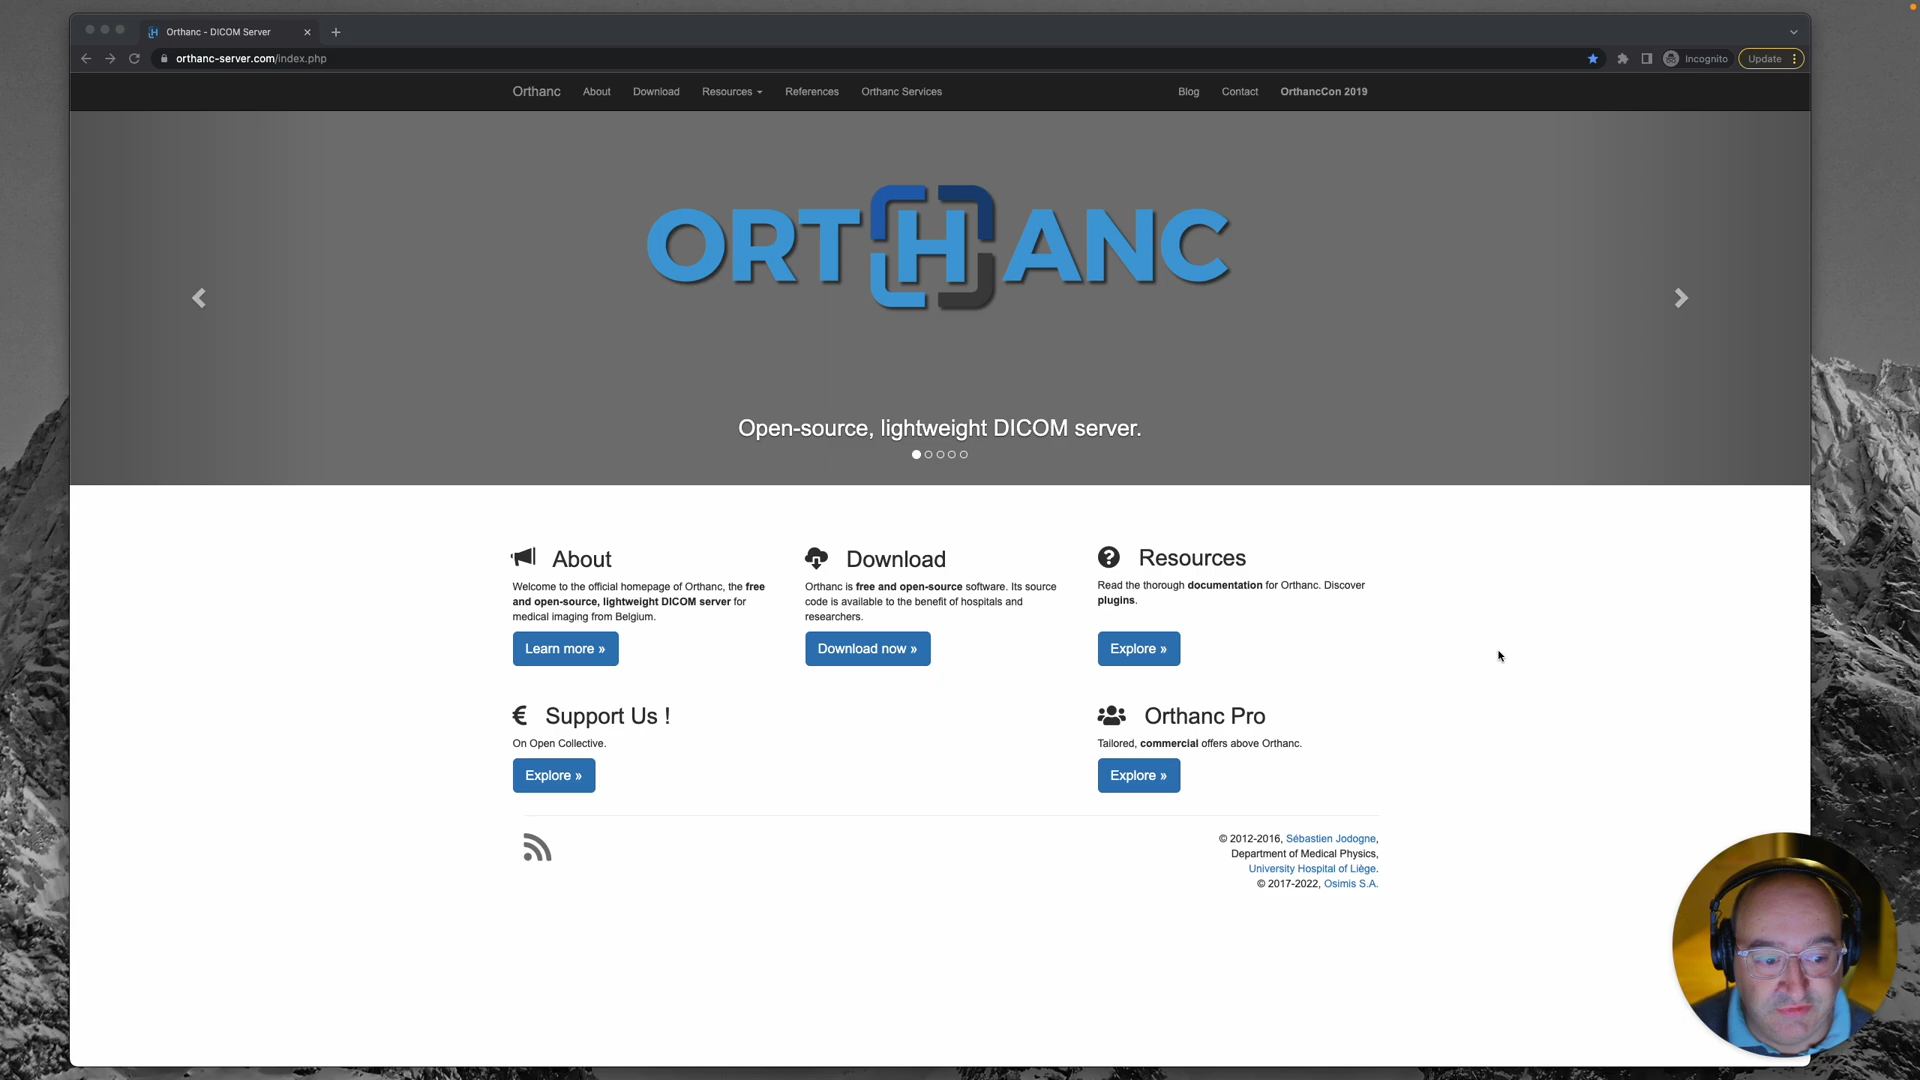 Orthanc - DICOM Server
orthanc-server.com/index.php
Incognito
Update
Orthanc
About
Download
Resources
References
Orthanc Services
Blog
Contact
OrthancCon 2019
ORTHANC
Open-source, lightweight DICOM server.
About
Welcome to the official homepage of Orthanc, the free
and open-source, lightweight DICOM server for
medical imaging from Belgium.
Learn more »
Download
Orthanc is free and open-source software. Its source
code is available to the benefit of hospitals and
researchers.
Download now »
Resources
Read the thorough documentation for Orthanc. Discover
plugins.
Explore »
Support Us !
On Open Collective.
Explore »
Orthanc Pro
Tailored, commercial offers above Orthanc.
Explore »
© 2012-2016, Sébastien Jodogne,
Department of Medical Physics,
University Hospital of Liège.
© 2017-2022, Osimis S.A.